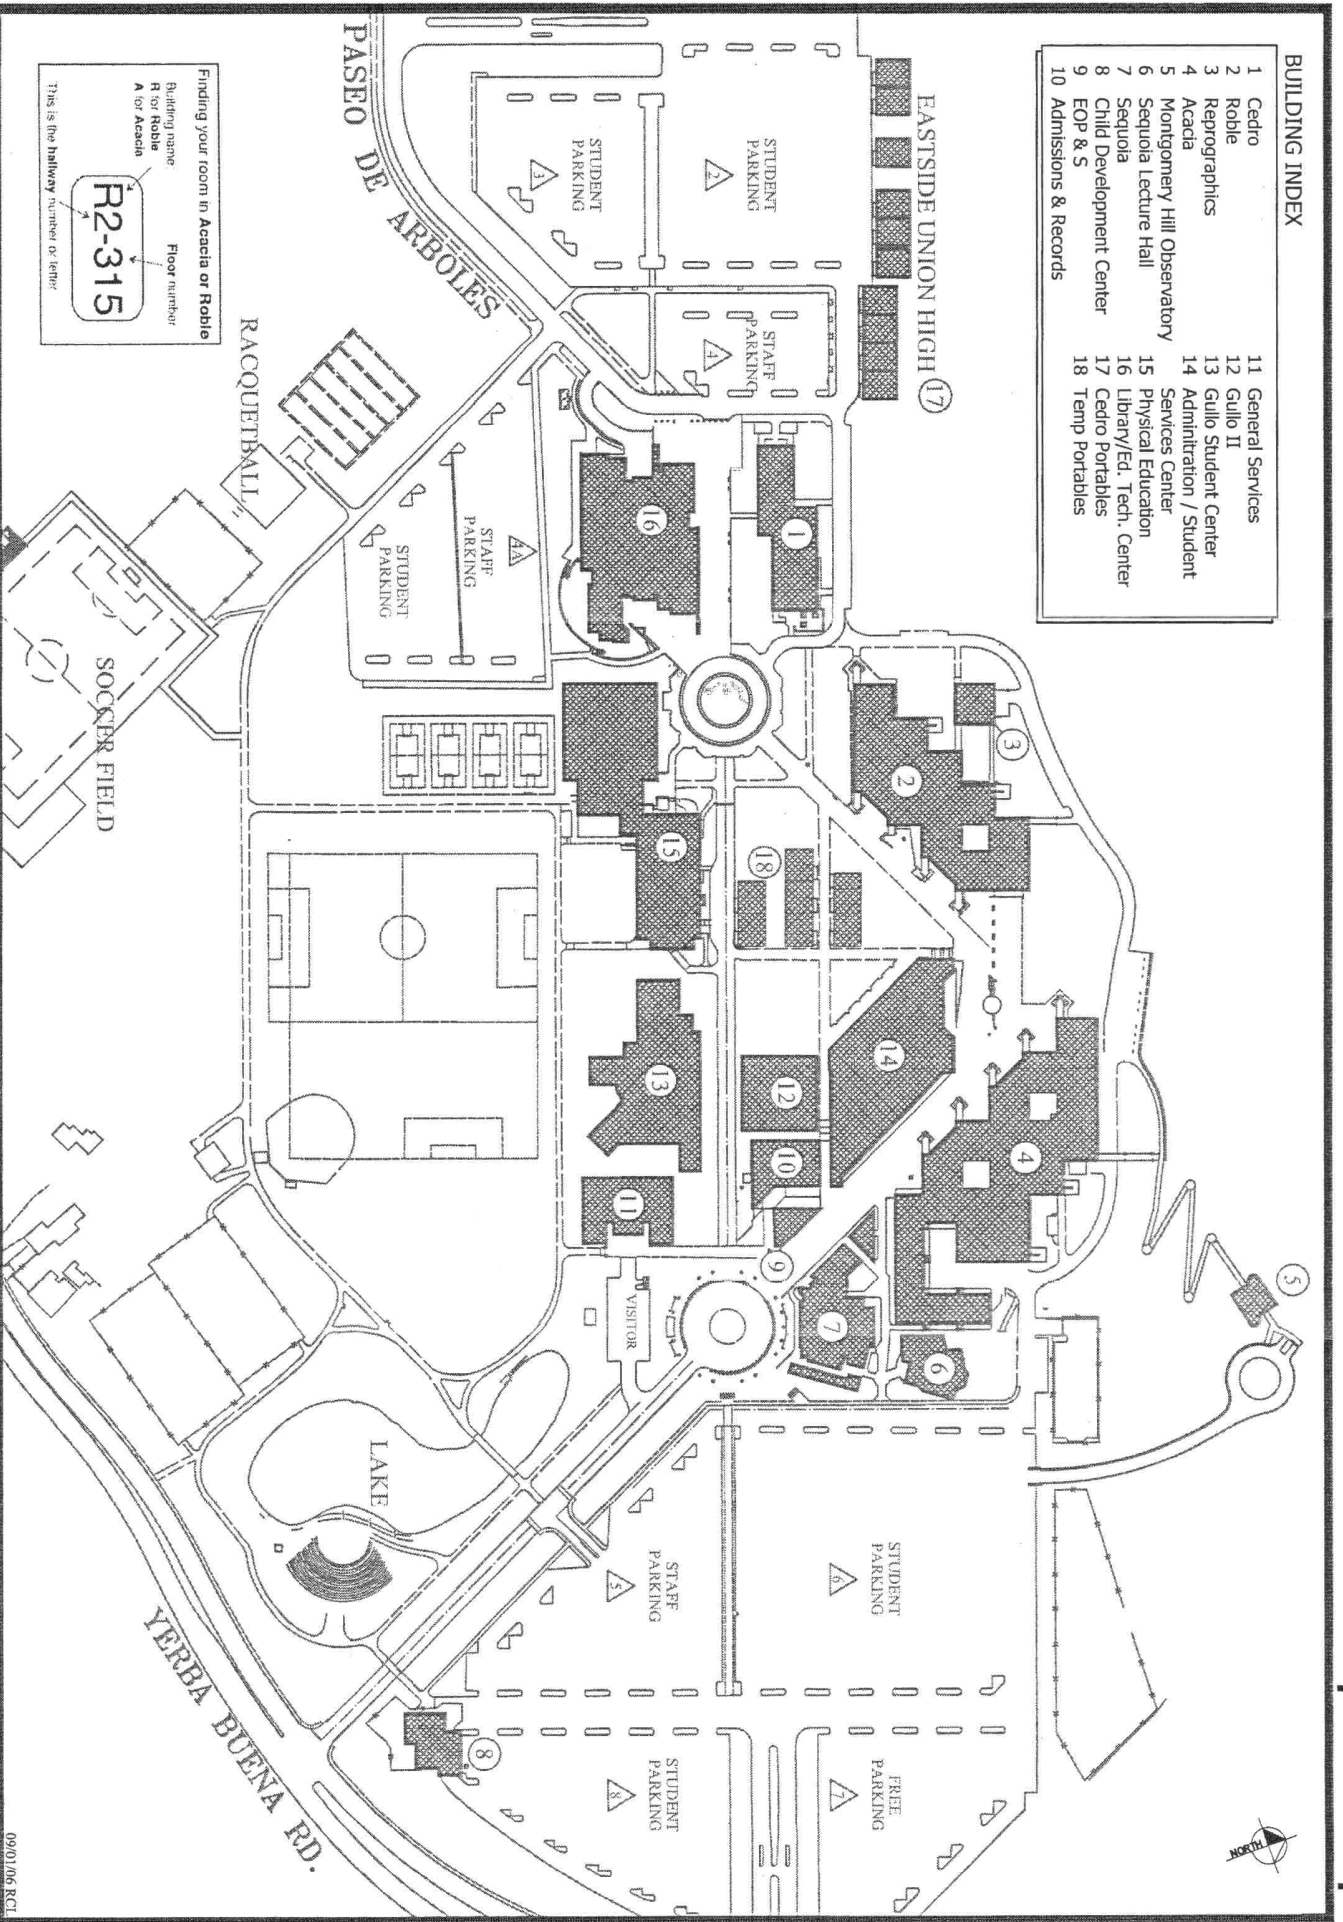 BUILDING INDEX
1 Cedro
2 Roble
3 Reprographics
4 Acacia
5 Montgomery Hill Observatory
6 Sequoia Lecture Hall
7 Sequoia
8 Child Development Center
9 EOP & S
10 Admissions & Records
11 General Services
12 Gullo II
13 Gullo Student Center
14 Adminitration / Student
Services Center
15 Physical Education
16 Library/Ed. Tech. Center
17 Cedro Portables
18 Temp Portables
EASTSIDE UNION HIGH
17
STUDENT
PARKING
2
STUDENT
PARKING
3
STAFF
PARKING
4
PASEO DE ARBOLES
1
16
3
2
18
15
14
4
12
10
13
11
9
7
6
5
VISITOR
4A
STAFF
PARKING
STUDENT
PARKING
RACQUETBALL
SOCCER FIELD
LAKE
STUDENT
PARKING
6
STAFF
PARKING
5
FREE
PARKING
7
STUDENT
PARKING
8
8
YERBA BUENA RD.
NORTH
Finding your room in Acacia or Roble
Building name
R for Roble
A for Acacia
Floor number
R2-315
This is the hallway number or letter
09/01/06 RCL